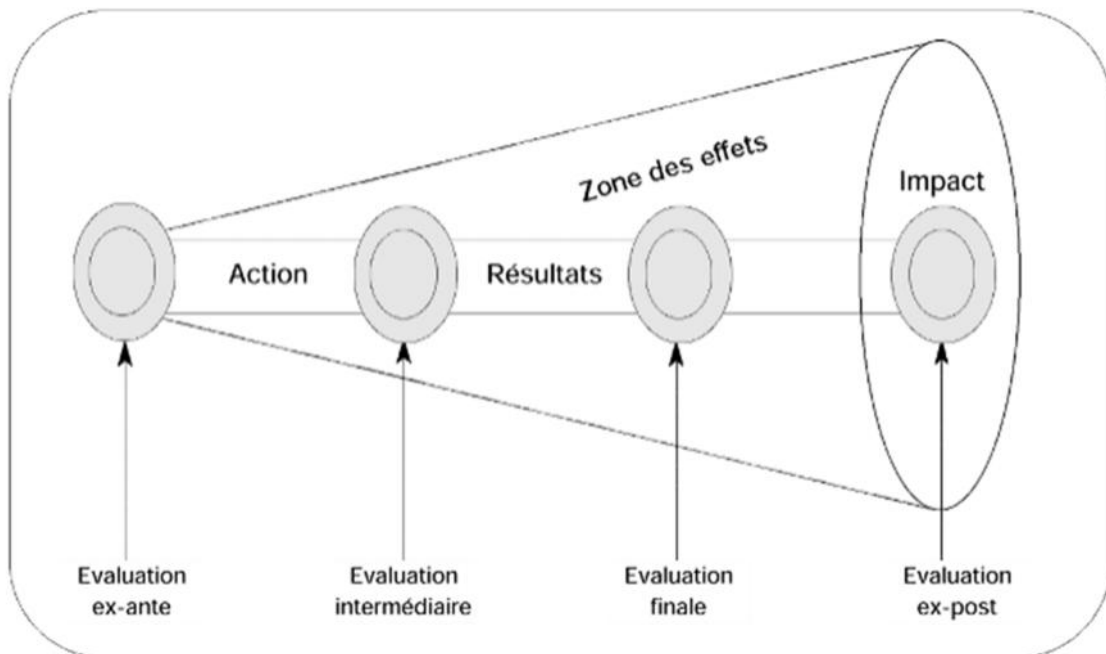 Zone des effets
Impact
Action
Résultats
Evaluation
ex-ante
Evaluation
intermédiaire
Evaluation
finale
Evaluation
ex-post